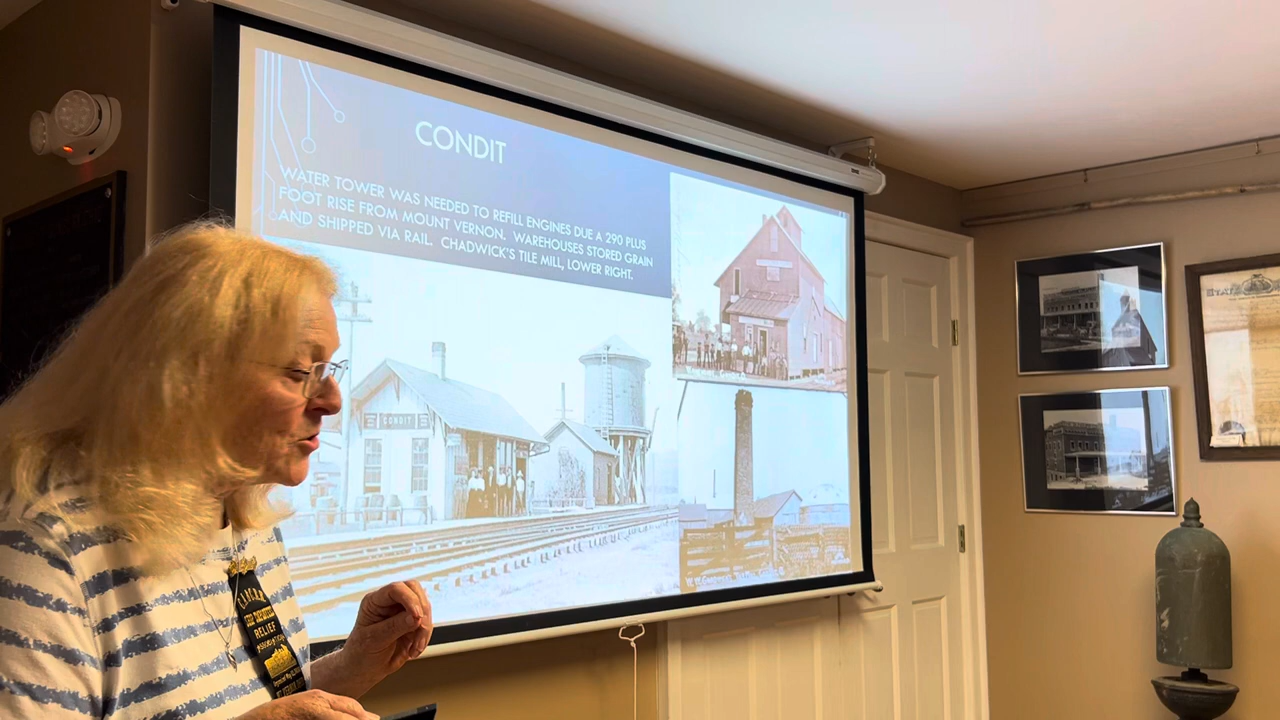 CONDIT
WATER TOWER WAS NEEDED TO REFILL ENGINES DUE A 290 PLUS
FOOT RISE FROM MOUNT VERNON. WAREHOUSES STORED GRAIN
AND SHIPPED VIA RAIL. CHADWICK'S TILE MILL, LOWER RIGHT.
CONDIT
RELIEF